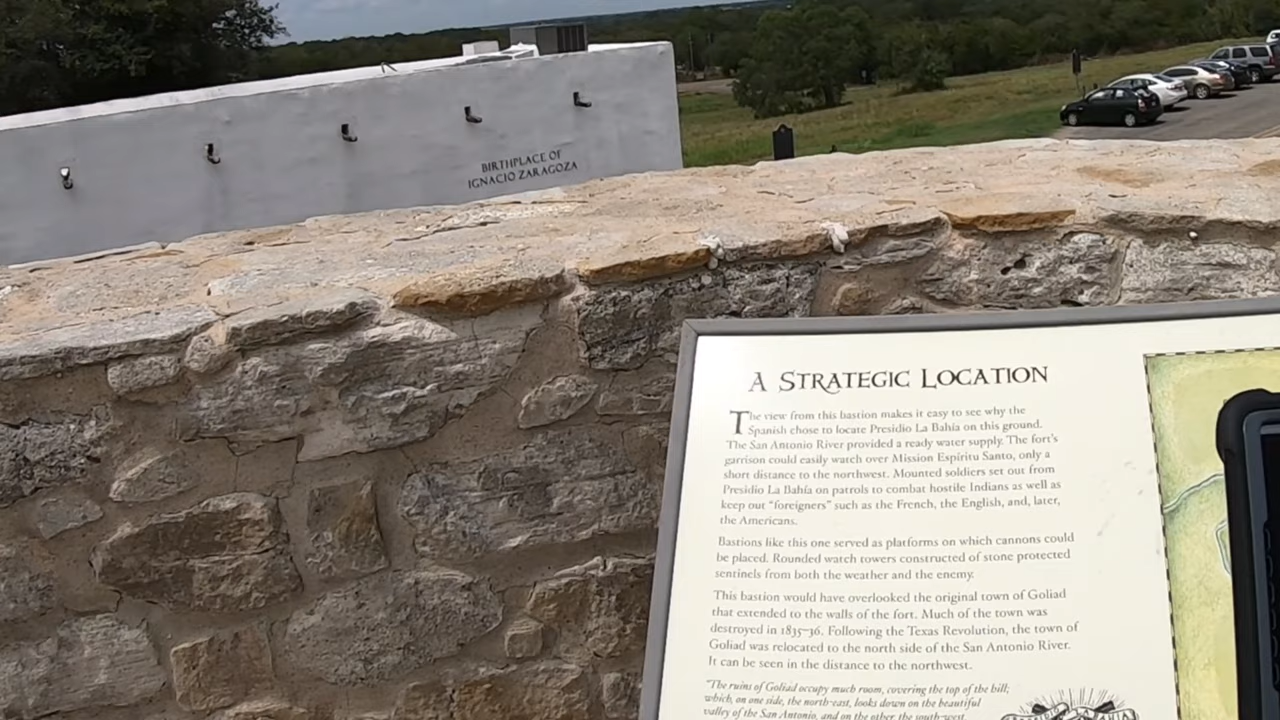 BIRTHPLACE OF
IGNACIO ZARAGOZA
A STRATEGIC LOCATION
The view from this bastion makes it easy to see why the
Spanish chose to locate Presidio La Bahía on this ground.
The San Antonio River provided a ready water supply. The fort's
garrison could easily watch over Mission Espíritu Santo, only a
short distance to the northwest. Mounted soldiers set out from
Presidio La Bahía on patrols to combat hostile Indians as well as
keep out "foreigners" such as the French, the English, and, later,
the Americans.
Bastions like this one served as platforms on which cannons could
be placed. Rounded watch towers constructed of stone protected
sentinels from both the weather and the enemy.
This bastion would have overlooked the original town of Goliad
that extended to the walls of the fort. Much of the town was
destroyed in 1835-36. Following the Texas Revolution, the town of
Goliad was relocated to the north side of the San Antonio River.
It can be seen in the distance to the northwest.
"The ruins of Goliad occupy much room, covering the top of the hill;
which, on one side, the north-east, looks down on the beautiful
valley of the San Antonio, and on the other, the south-west,